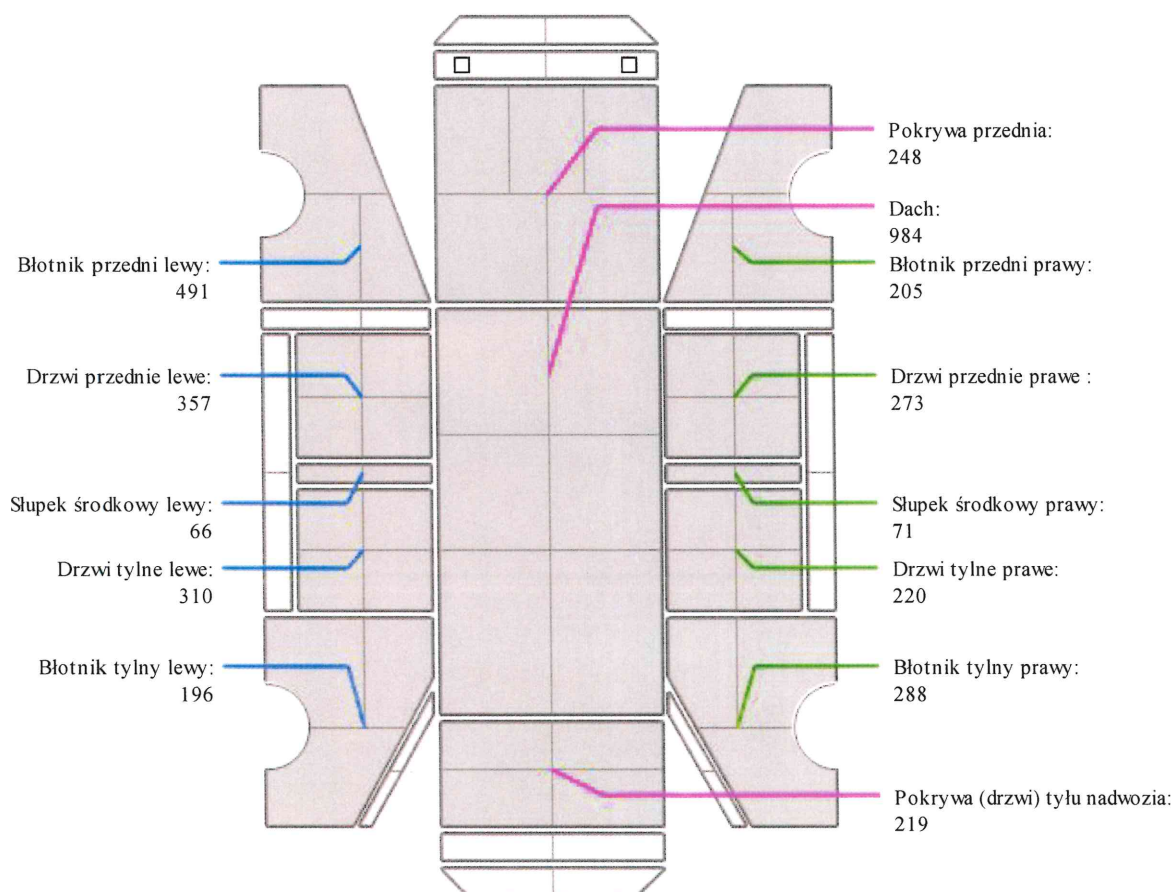 Pokrywa przednia:
248
Dach:
984
Błotnik przedni lewy:
491
Błotnik przedni prawy:
205
Drzwi przednie lewe:
357
Drzwi przednie prawe :
273
Słupek środkowy lewy:
66
Słupek środkowy prawy:
71
Drzwi tylne lewe:
310
Drzwi tylne prawe:
220
Błotnik tylny lewy:
196
Błotnik tylny prawy:
288
Pokrywa (drzwi) tyłu nadwozia:
219